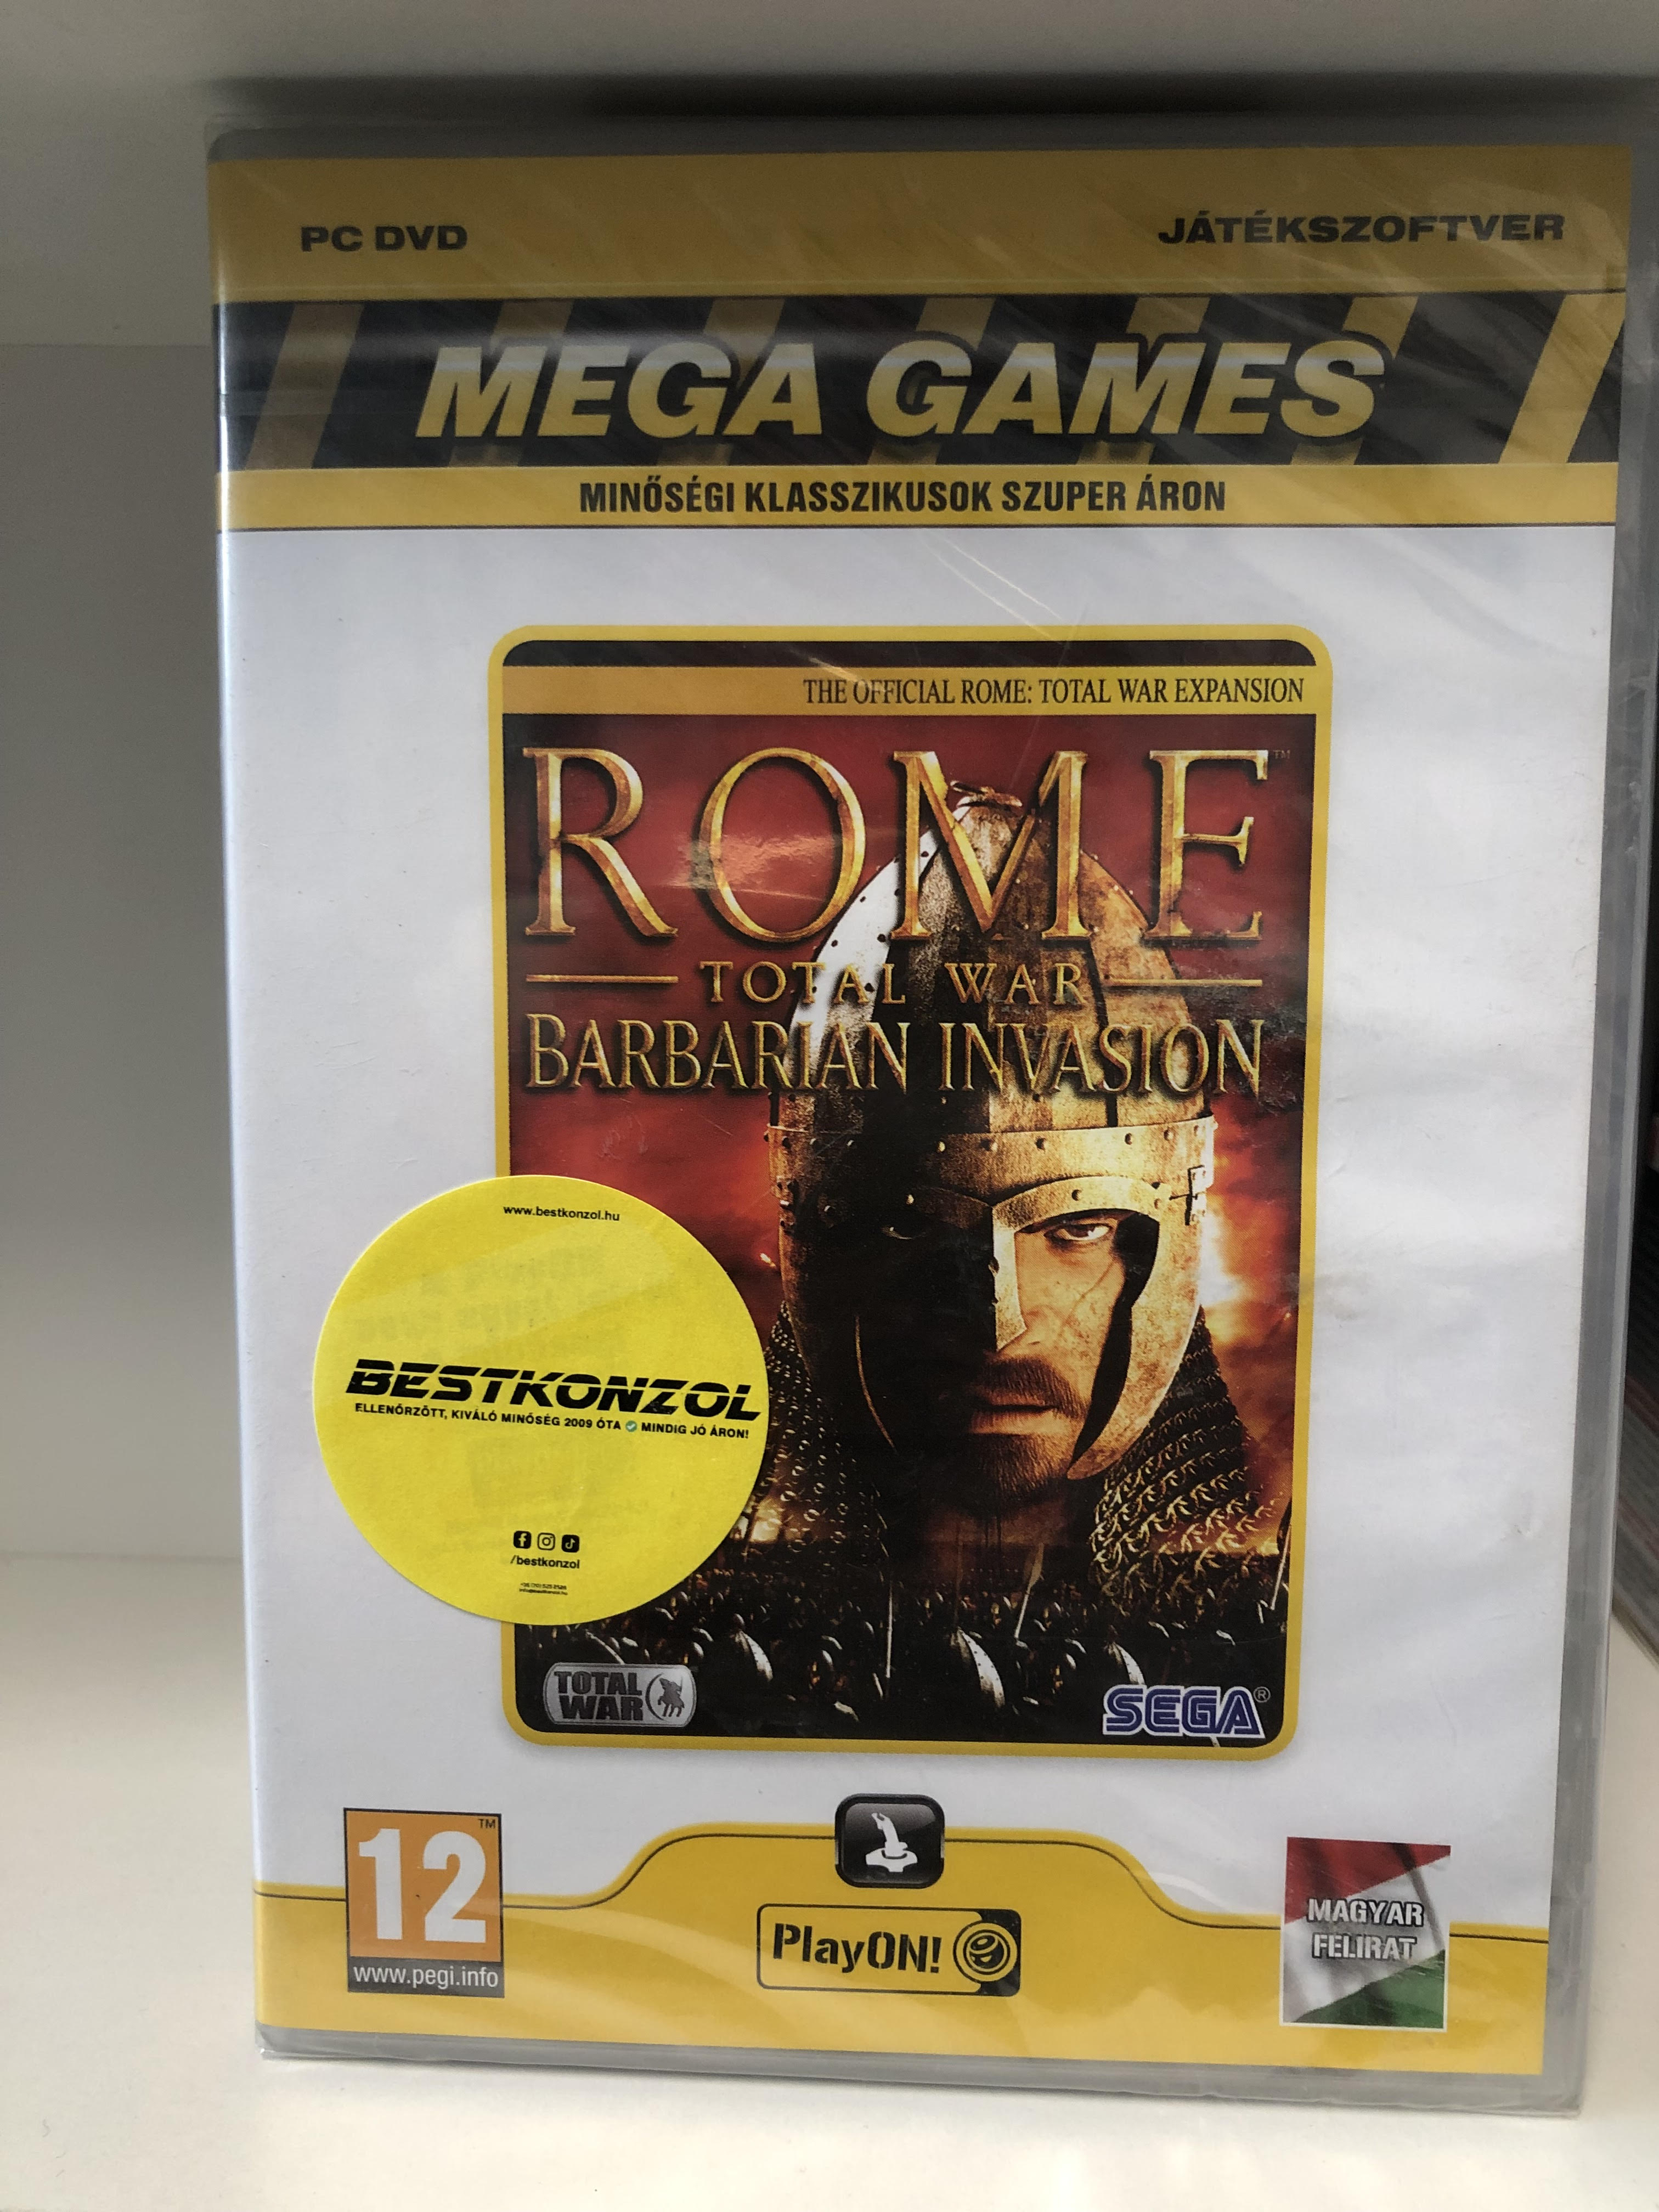 PC DVD
JÁTÉKSZOFTVER
MEGA GAMES
MINŐSÉGI KLASSZIKUSOK SZUPER ÁRON
THE OFFICIAL ROME: TOTAL WAR EXPANSION
ROME™
TOTAL WAR
BARBARIAN INVASION
www.bestkonzol.hu
BESTKONZOL
ELLENŐRZÖTT, KIVÁLÓ MINŐSÉG 2009 ÓTA MINDIG JÓ ÁRON!
/bestkonzol
TOTAL
WAR
SEGA®
12™
www.pegi.info
PlayON!
MAGYAR
FELIRAT